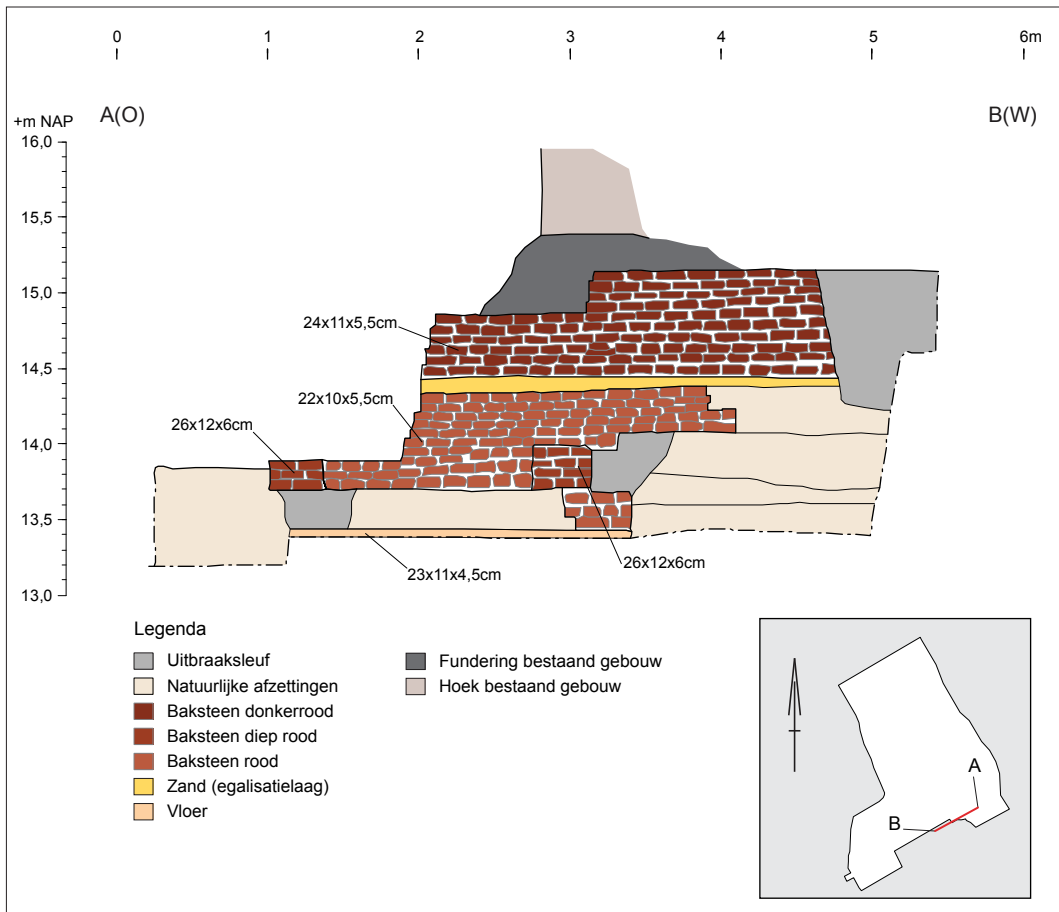 0 1 2 3 4 5 6m
A(O) B(W)
+m NAP
16,0
15,5
15,0
24x11x5,5cm
14,5
22x10x5,5cm
26x12x6cm
14,0
13,5
26x12x6cm
23x11x4,5cm
13,0
Legenda
Uitbraaksleuf
Natuurlijke afzettingen
Baksteen donkerrood
Baksteen diep rood
Baksteen rood
Zand (egalisatielaag)
Vloer
Fundering bestaand gebouw
Hoek bestaand gebouw
A
B